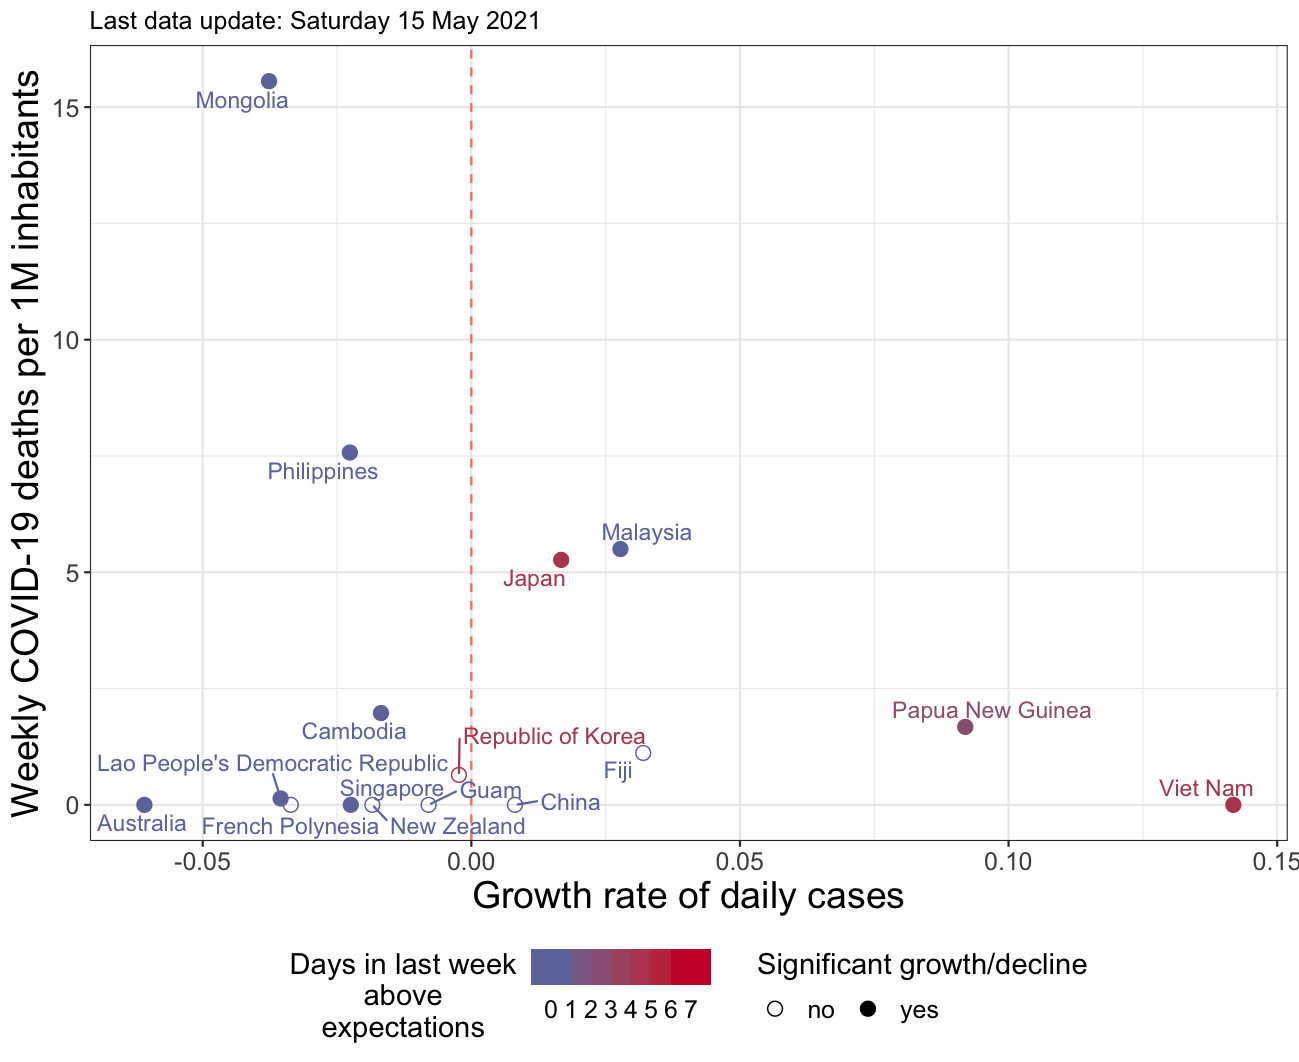 Last data update: Saturday 15 May 2021
Weekly COVID-19 deaths per 1M inhabitants
15
10
5
0
Mongolia
Philippines
Malaysia
Japan
Papua New Guinea
Cambodia
Republic of Korea
Lao People's Democratic Republic
Fiji
Singapore
Guam
China
Viet Nam
Australia
French Polynesia
New Zealand
-0.05
0.00
0.05
0.10
0.15
Growth rate of daily cases
Days in last week
above
expectations
0 1 2 3 4 5 6 7
Significant growth/decline
no
yes